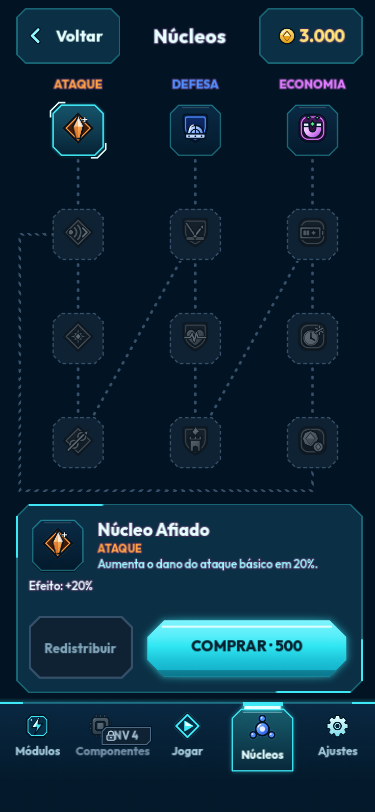 Voltar
Núcleos
3.000
ATAQUE
DEFESA
ECONOMIA
Núcleo Afiado
ATAQUE
Aumenta o dano do ataque básico em 20%.
Efeito: +20%
Redistribuir
COMPRAR · 500
NV 4
Módulos
Componentes
Jogar
Núcleos
Ajustes